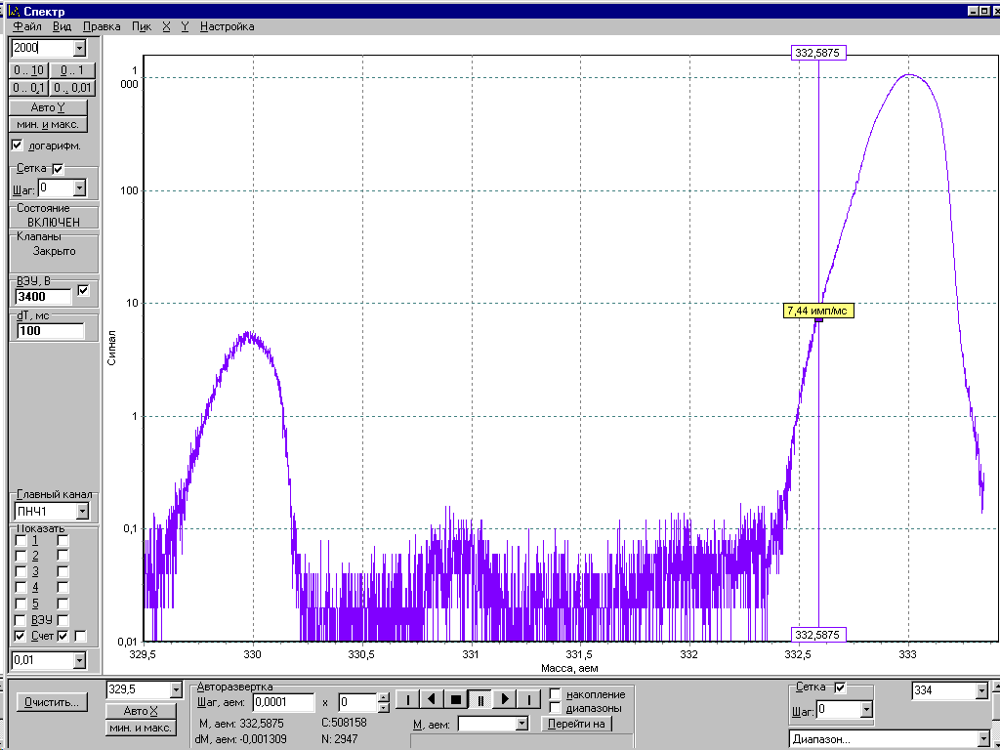 Спектр
Файл Вид Правка Пик X Y Настройка
2000
0 .. 10 0 .. 1
0 .. 0,1 0 .. 0,01
Авто Y
мин. и макс.
логарифм.
Сетка
Шаг: 0
Состояние
ВКЛЮЧЕН
Клапаны
Закрыто
ВЭУ, В
3400
dT, мс
100
Главный канал
ПНЧ1
Показать
1
2
3
4
5
ВЭУ
Счет
0,01
332,5875
1 000
100
10
1
0,1
0,01
Сигнал
7,44 имп/мс
332,5875
329,5 330 330,5 331 331,5 332 332,5 333
Масса, аем
Очистить...
329,5
Авто X
мин. и макс.
Авторазвертка
Шаг, аем: 0,0001 x 0
М, аем: 332,5875 С:508158
dM, аем: -0,001309 N: 2947
накопление
диапазоны
М, аем:
Перейти на
Сетка
Шаг: 0
334
Диапазон...